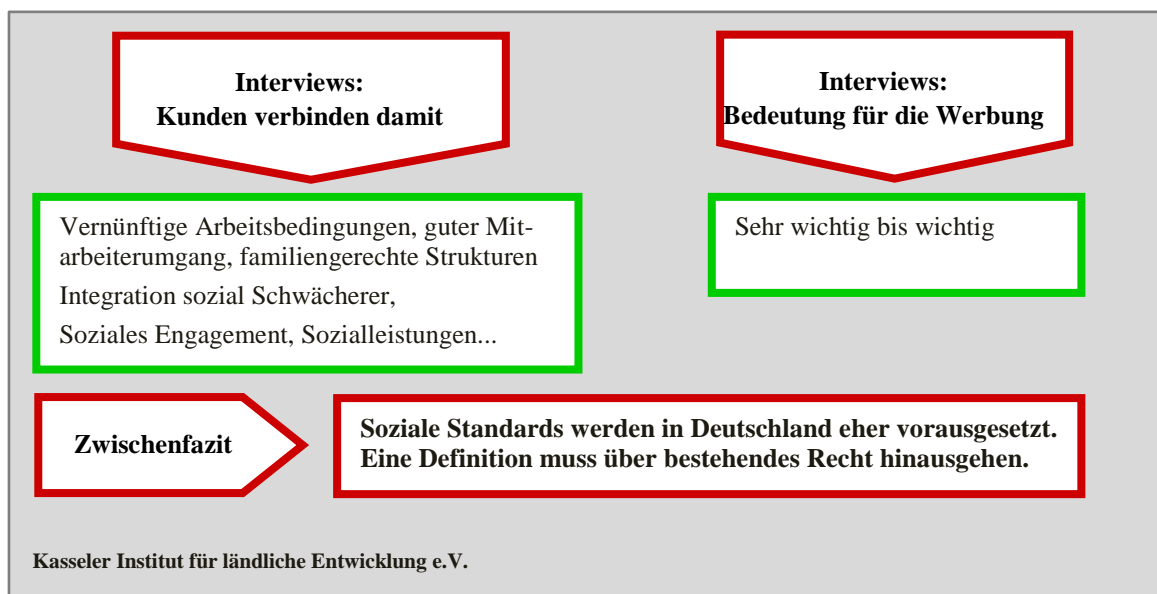 Interviews:
Kunden verbinden damit
Interviews:
Bedeutung für die Werbung
Vernünftige Arbeitsbedingungen, guter Mit-
arbeiterumgang, familiengerechte Strukturen
Integration sozial Schwächerer,
Soziales Engagement, Sozialleistungen...
Sehr wichtig bis wichtig
Zwischenfazit
Soziale Standards werden in Deutschland eher vorausgesetzt.
Eine Definition muss über bestehendes Recht hinausgehen.
Kasseler Institut für ländliche Entwicklung e.V.